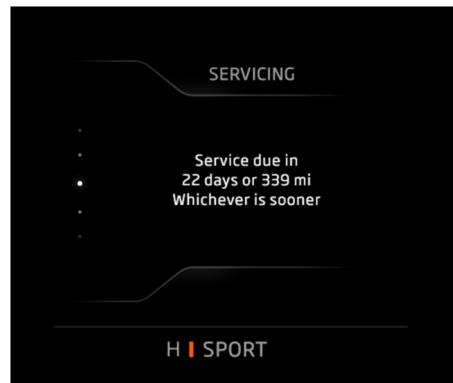 SERVICING
Service due in
22 days or 339 mi
Whichever is sooner
H SPORT